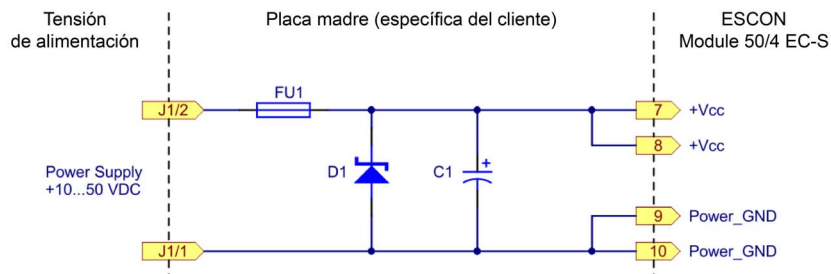 Tensión
de alimentación
Placa madre (específica del cliente)
ESCON
Module 50/4 EC-S
J1/2
FU1
7
+Vcc
8
+Vcc
Power Supply
+10...50 VDC
D1
C1
+
9
Power_GND
J1/1
10
Power_GND